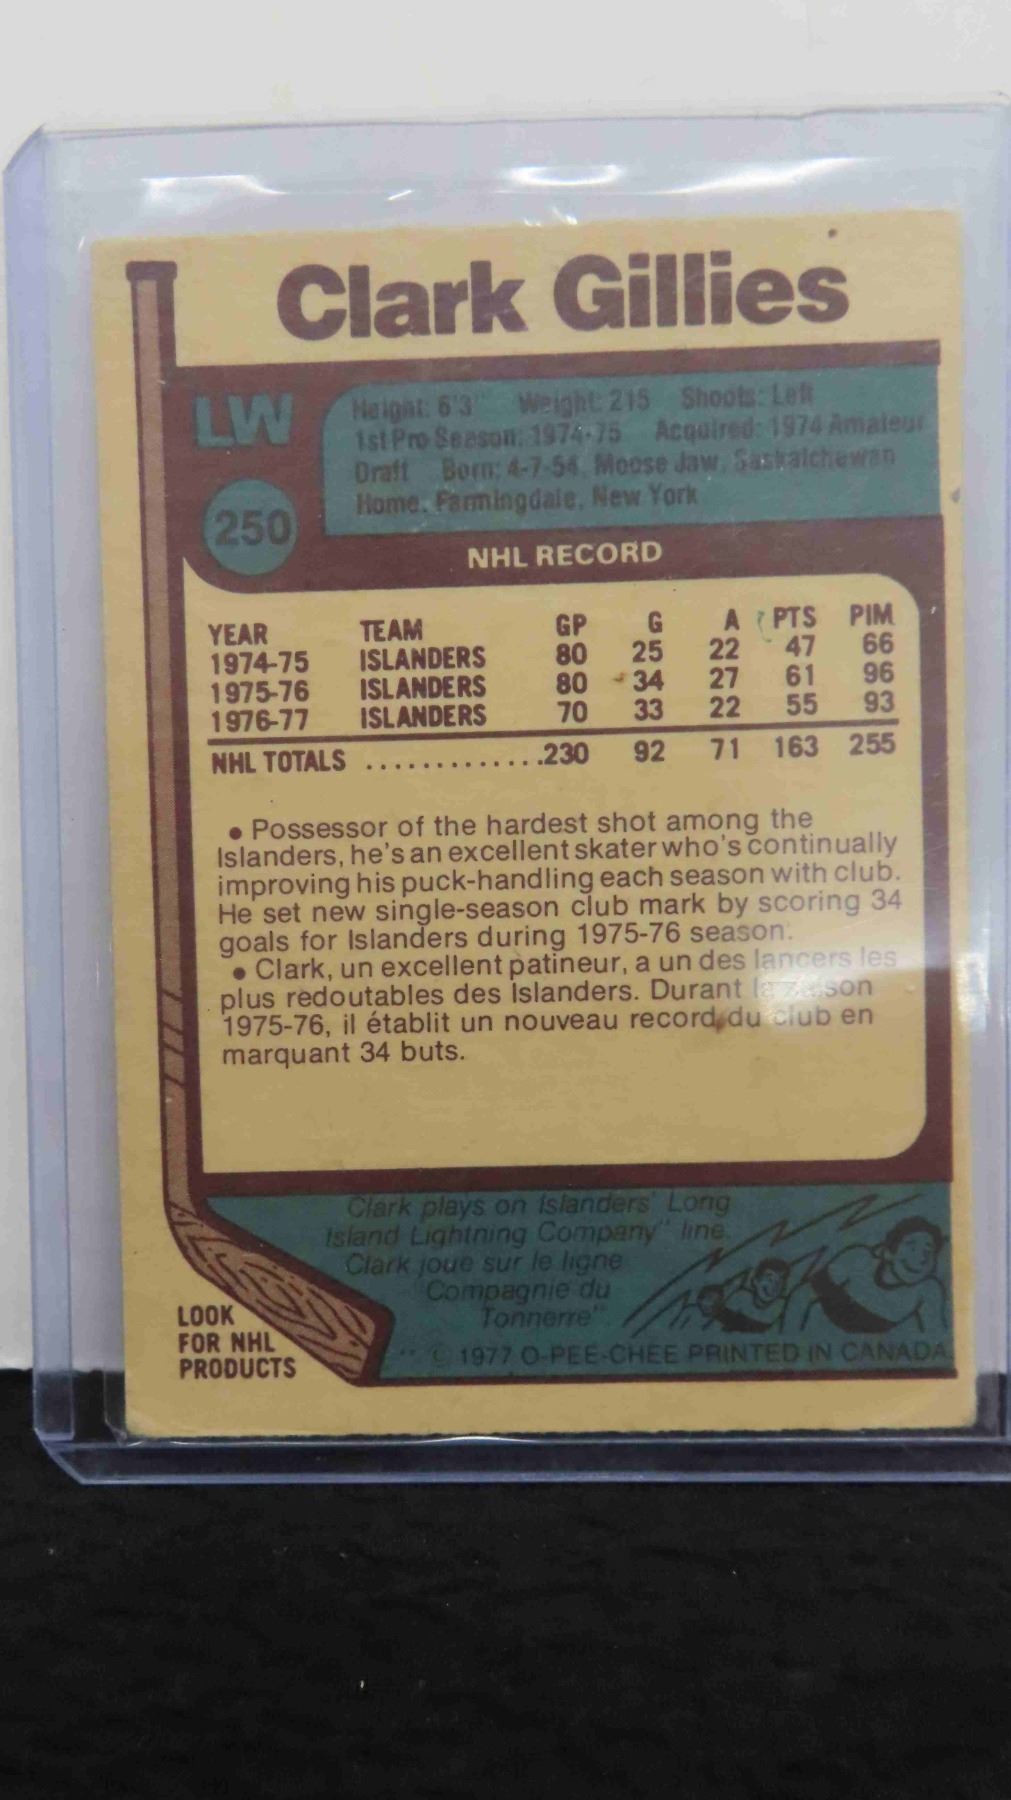 Clark Gillies
LW
Height: 6'3" Weight: 215 Shoots: Left
1st Pro Season: 1974-75 Acquired: 1974 Amateur
Draft Born: 4-7-54, Moose Jaw, Saskatchewan
Home: Farmingdale, New York
250
NHL RECORD
YEAR TEAM GP G A PTS PIM
1974-75 ISLANDERS 80 25 22 47 66
1975-76 ISLANDERS 80 34 27 61 96
1976-77 ISLANDERS 70 33 22 55 93
NHL TOTALS .............230 92 71 163 255
• Possessor of the hardest shot among the
Islanders, he's an excellent skater who's continually
improving his puck-handling each season with club.
He set new single-season club mark by scoring 34
goals for Islanders during 1975-76 season.
• Clark, un excellent patineur, a un des lancers les
plus redoutables des Islanders. Durant la saison
1975-76, il établit un nouveau record du club en
marquant 34 buts.
Clark plays on Islanders' Long
Island Lightning Company" line.
Clark joue sur le ligne
"Compagnie du
Tonnerre".
LOOK
FOR NHL
PRODUCTS
** © 1977 O-PEE-CHEE PRINTED IN CANADA